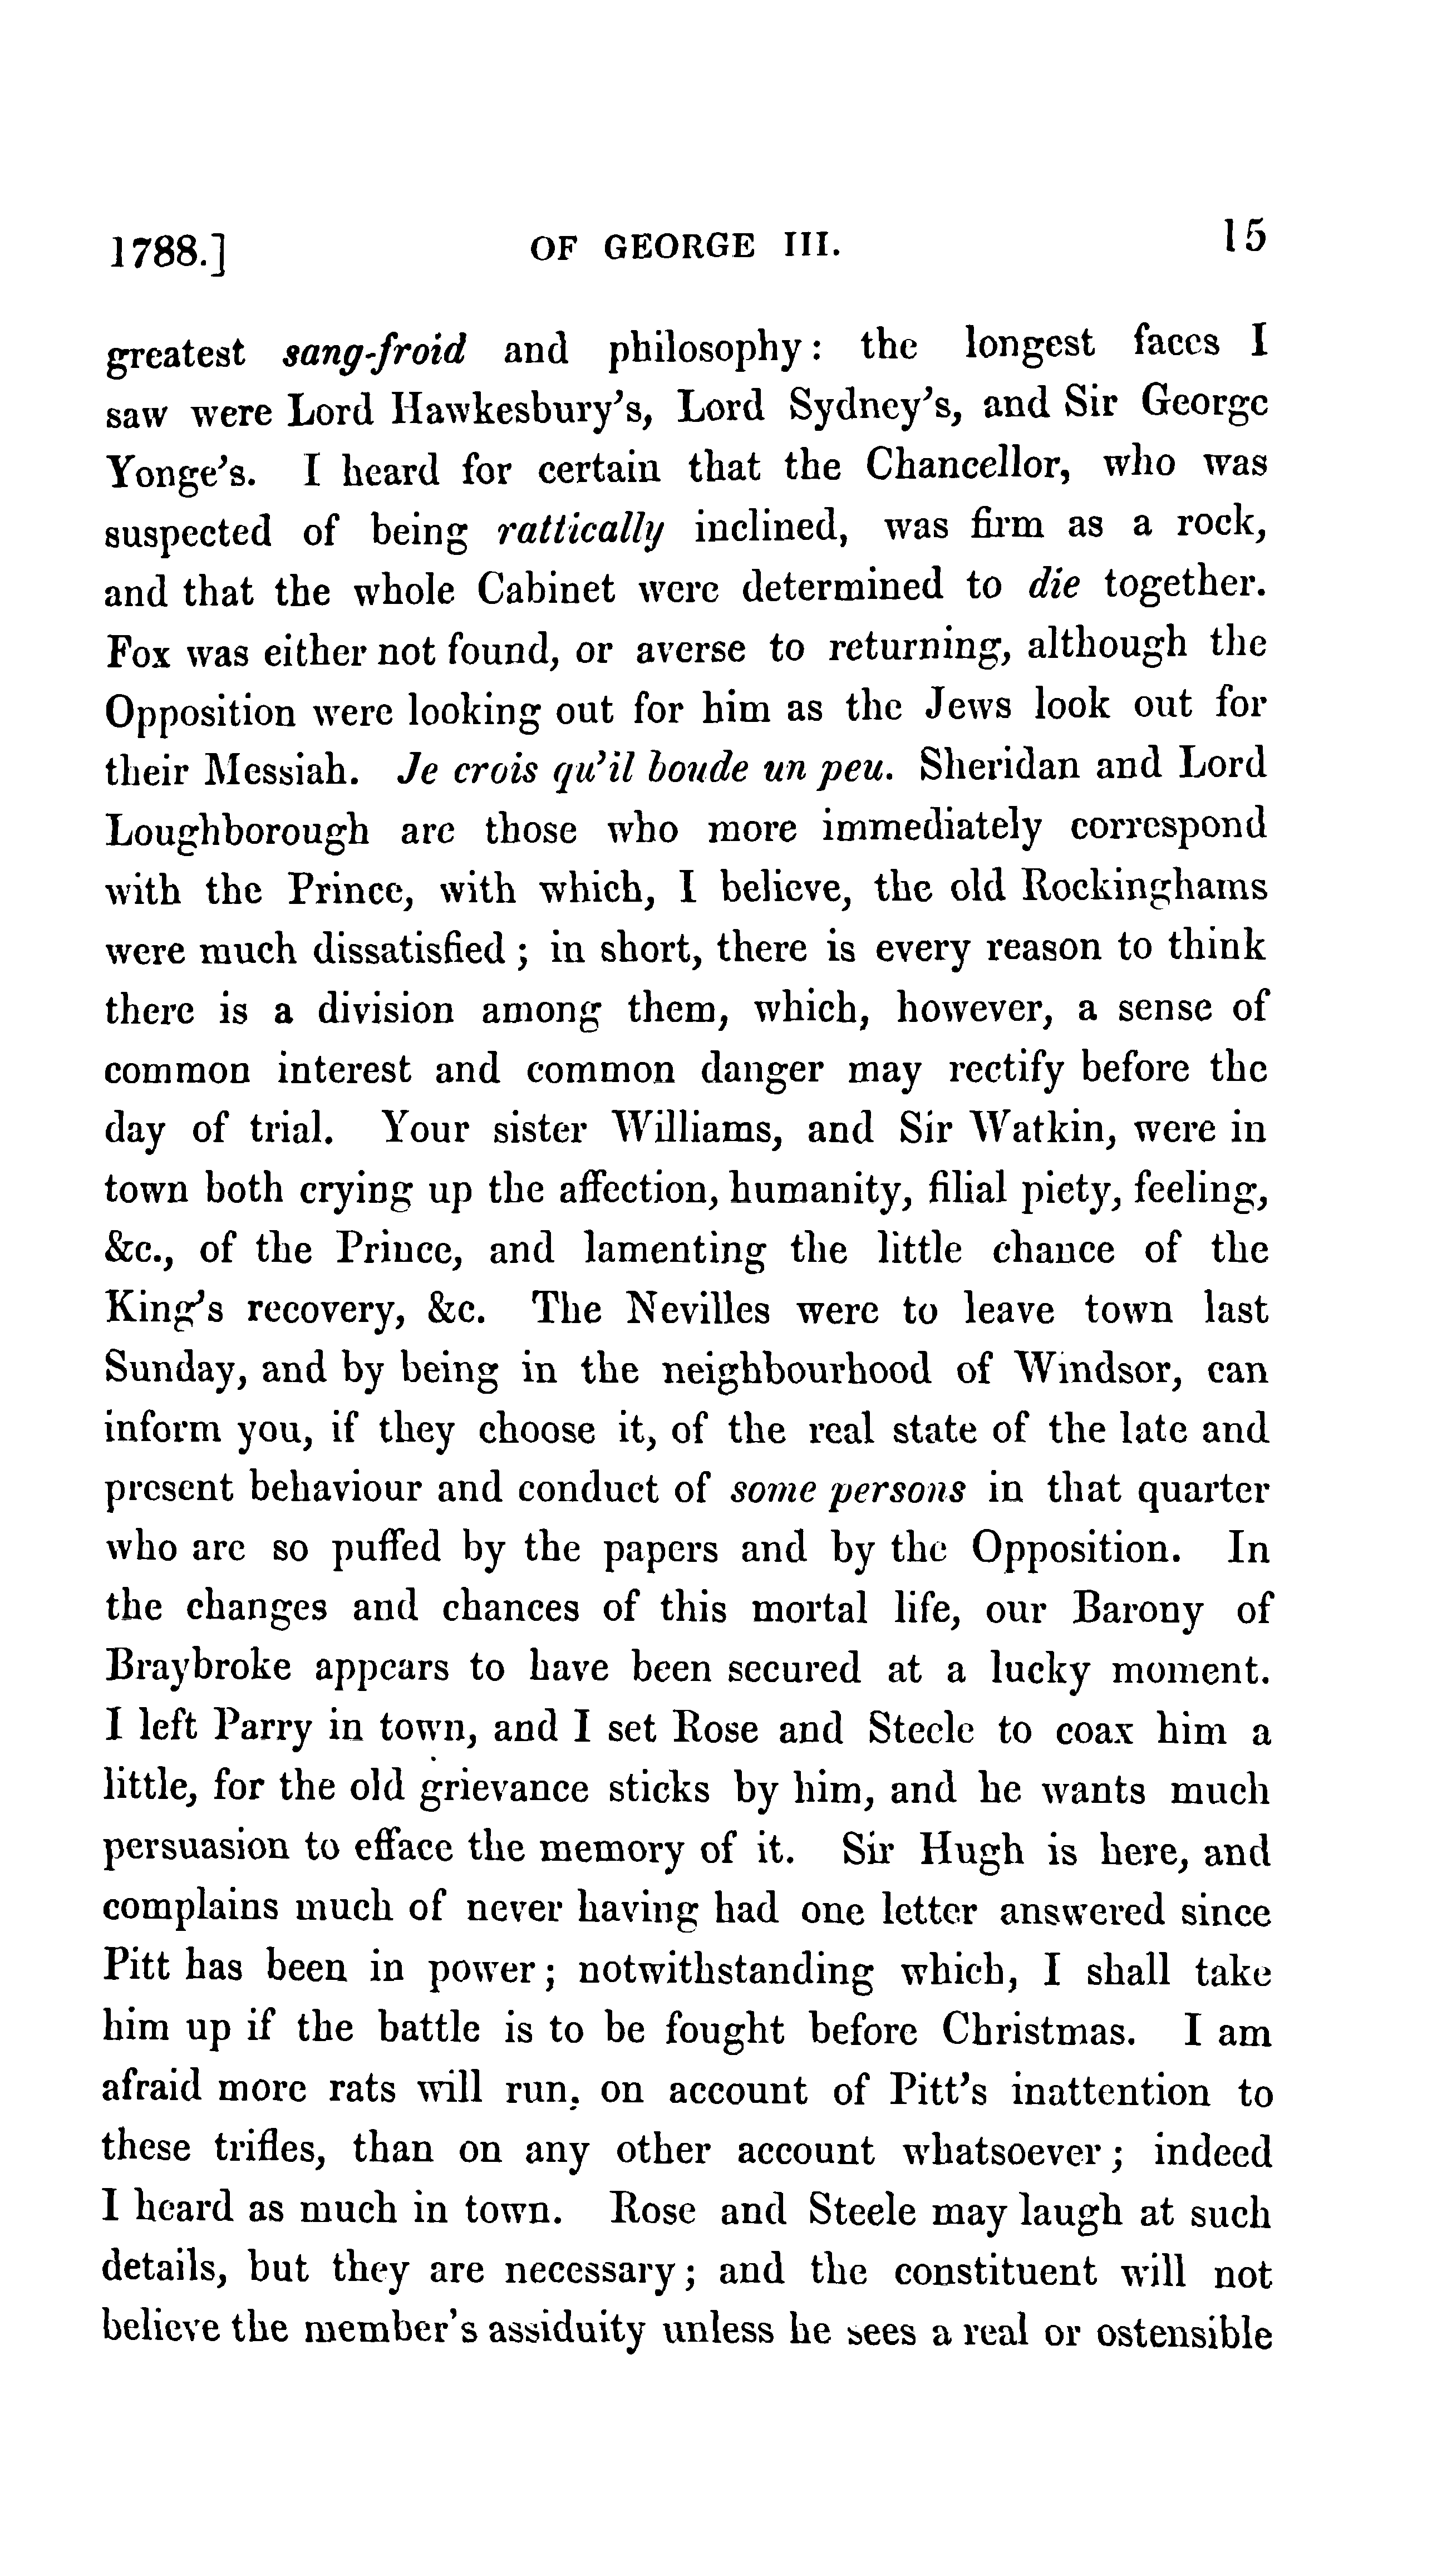 1788.] OF GEORGE III. 15
greatest sang-froid and philosophy: the longest faces I
saw were Lord Hawkesbury's, Lord Sydney's, and Sir George
Yonge's. I heard for certain that the Chancellor, who was
suspected of being rattically inclined, was firm as a rock,
and that the whole Cabinet were determined to die together.
Fox was either not found, or averse to returning, although the
Opposition were looking out for him as the Jews look out for
their Messiah. Je crois qu'il boude un peu. Sheridan and Lord
Loughborough are those who more immediately correspond
with the Prince, with which, I believe, the old Rockinghams
were much dissatisfied; in short, there is every reason to think
there is a division among them, which, however, a sense of
common interest and common danger may rectify before the
day of trial. Your sister Williams, and Sir Watkin, were in
town both crying up the affection, humanity, filial piety, feeling,
&c., of the Prince, and lamenting the little chance of the
King's recovery, &c. The Nevilles were to leave town last
Sunday, and by being in the neighbourhood of Windsor, can
inform you, if they choose it, of the real state of the late and
present behaviour and conduct of some persons in that quarter
who are so puffed by the papers and by the Opposition. In
the changes and chances of this mortal life, our Barony of
Braybroke appears to have been secured at a lucky moment.
I left Parry in town, and I set Rose and Steele to coax him a
little, for the old grievance sticks by him, and he wants much
persuasion to efface the memory of it. Sir Hugh is here, and
complains much of never having had one letter answered since
Pitt has been in power; notwithstanding which, I shall take
him up if the battle is to be fought before Christmas. I am
afraid more rats will run, on account of Pitt's inattention to
these trifles, than on any other account whatsoever; indeed
I heard as much in town. Rose and Steele may laugh at such
details, but they are necessary; and the constituent will not
believe the member's assiduity unless he sees a real or ostensible